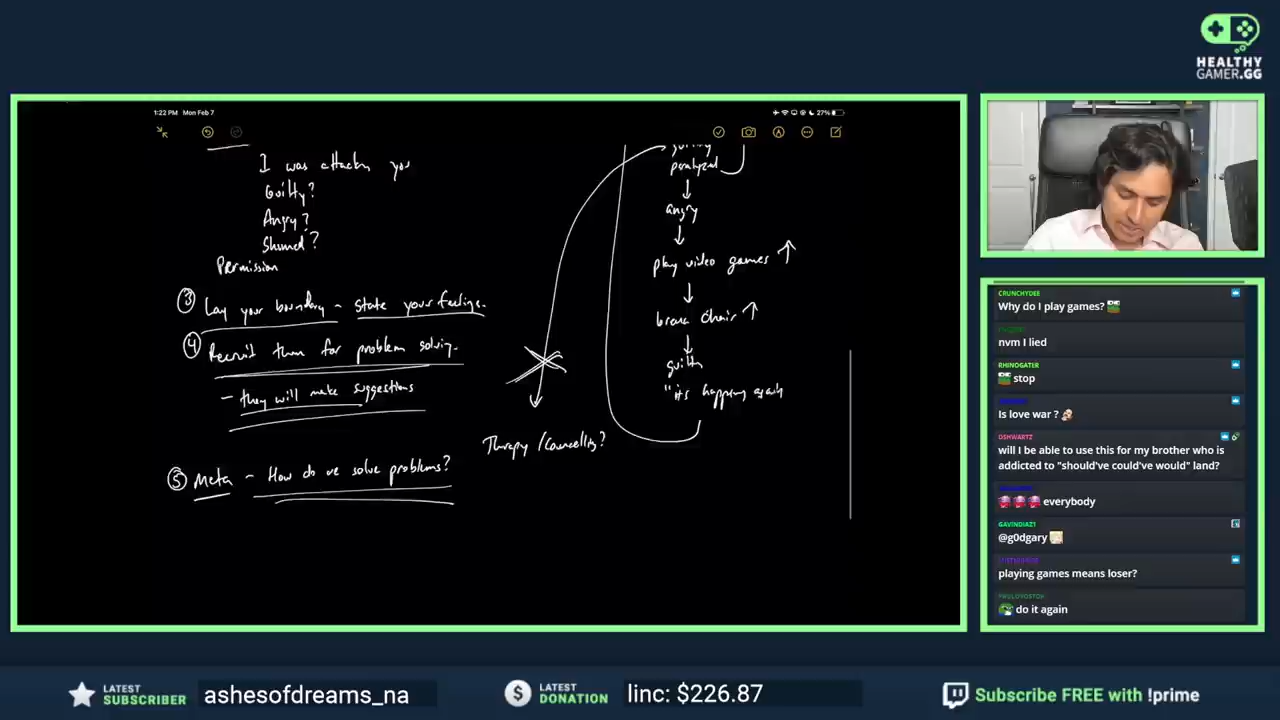 HEALTHY
GAMER.GG
1:22 PM Mon Feb 7
27%
I was attacking you
Guilty?
Angry?
Shamed?
Permission
③ Lay your boundary - state your feelings.
④ Recruit them for problem solving.
- they will make suggestions
⑤ Meta - How do we solve problems?
paralyzed
angry
play video games ↑
break chair ↑
guilty
"it's happening again
Therapy / Counselling?
CRUNCHYDEE
Why do I play games?
nvm I lied
RHINOGATER
stop
Is love war ?
DSHWARTZ
will I be able to use this for my brother who is
addicted to "should've could've would" land?
everybody
GAVINDIAZ1
@g0dgary
playing games means loser?
do it again
LATEST
SUBSCRIBER
ashesofdreams_na
LATEST
DONATION
linc: $226.87
Subscribe FREE with !prime